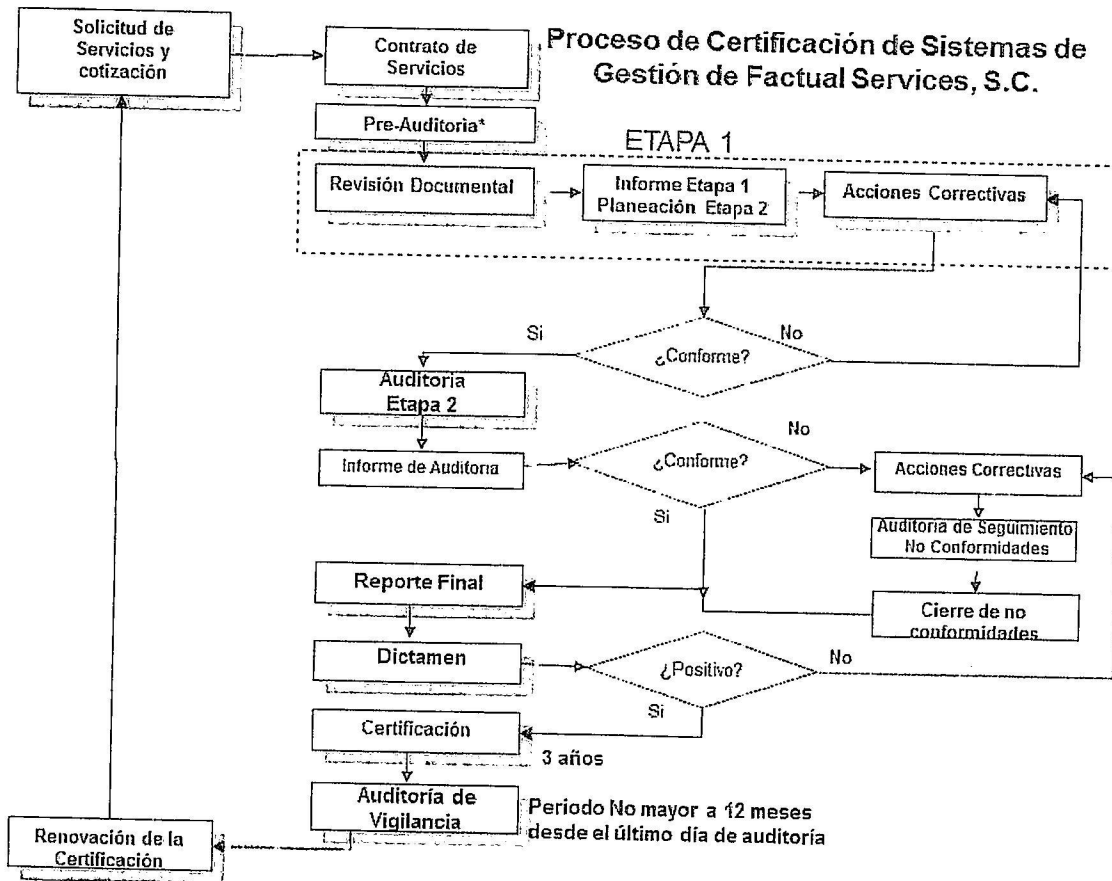 Solicitud de
Servicios y
cotización
Contrato de
Servicios
Proceso de Certificación de Sistemas de
Gestión de Factual Services, S.C.
Pre-Auditoria*
ETAPA 1
Revisión Documental
Informe Etapa 1
Planeación Etapa 2
Acciones Correctivas
Si
No
¿Conforme?
Auditoria
Etapa 2
Informe de Auditoria
¿Conforme?
No
Si
Acciones Correctivas
Auditoria de Seguimiento
No Conformidades
Cierre de no
conformidades
Reporte Final
Dictamen
¿Positivo?
No
Si
Certificación
3 años
Auditoría de
Vigilancia
Periodo No mayor a 12 meses
desde el último día de auditoría
Renovación de la
Certificación